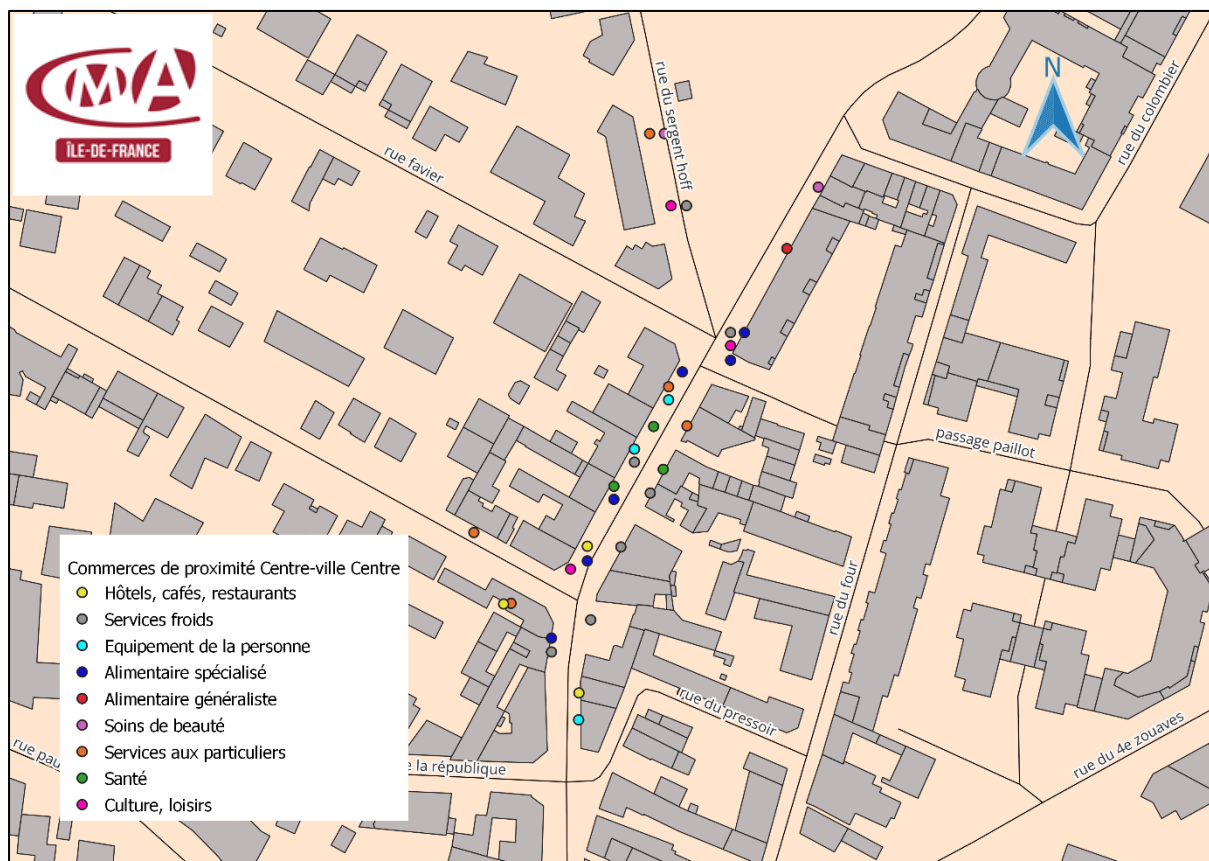 CMA
ÎLE-DE-FRANCE
N
rue du colombier
rue du sergent hoff
rue favier
passage paillot
rue du four
rue du pressoir
rue du 4e zouaves
rue pau
e la république
Commerces de proximité Centre-ville Centre
Hôtels, cafés, restaurants
Services froids
Equipement de la personne
Alimentaire spécialisé
Alimentaire généraliste
Soins de beauté
Services aux particuliers
Santé
Culture, loisirs